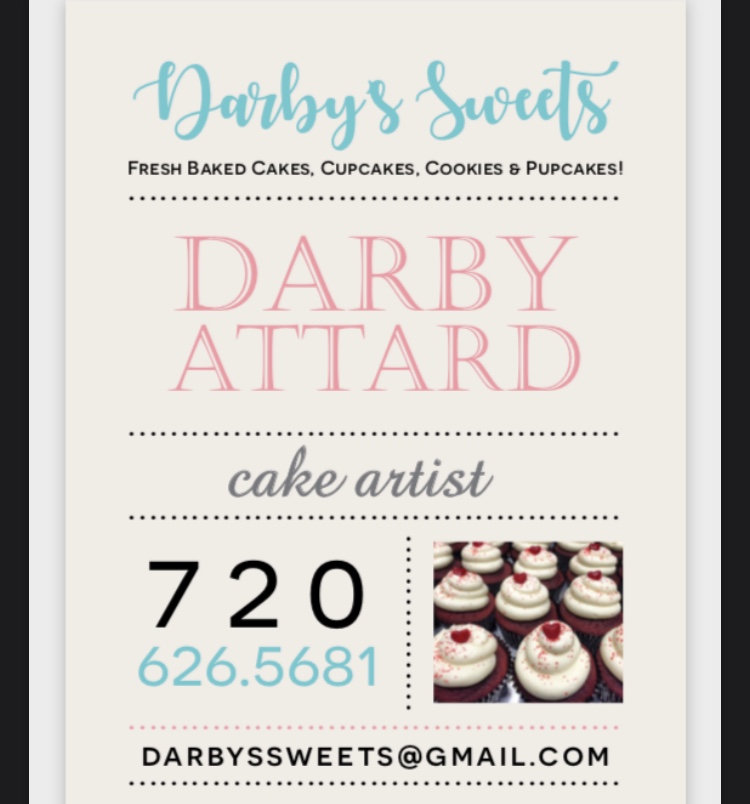 Darby's Sweets
Fresh Baked Cakes, Cupcakes, Cookies & Pupcakes!
DARBY
ATTARD
cake artist
720
626.5681
DARBYSSWEETS@GMAIL.COM